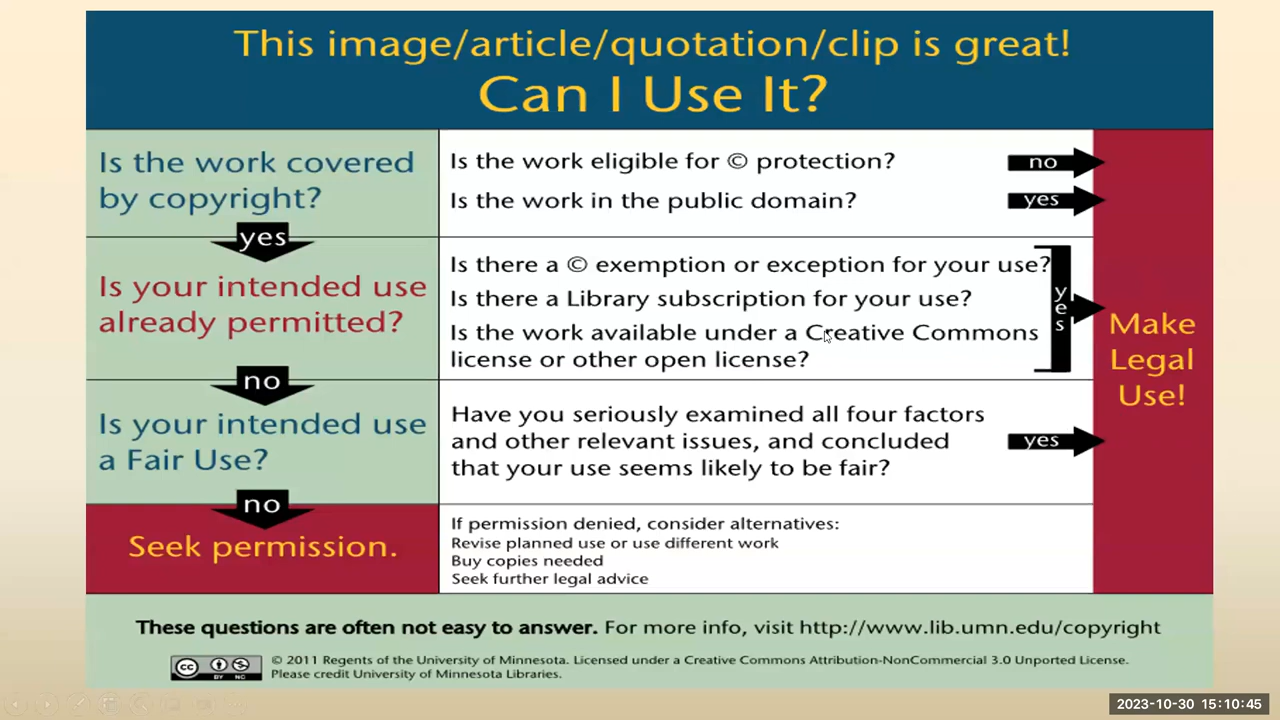 This image/article/quotation/clip is great!
Can I Use It?
Is the work covered
by copyright?
Is the work eligible for © protection?
no
Is the work in the public domain?
yes
yes
Is your intended use
already permitted?
Is there a © exemption or exception for your use?
Is there a Library subscription for your use?
Is the work available under a Creative Commons
license or other open license?
yes
no
Is your intended use
a Fair Use?
Have you seriously examined all four factors
and other relevant issues, and concluded
that your use seems likely to be fair?
yes
no
Seek permission.
If permission denied, consider alternatives:
Revise planned use or use different work
Buy copies needed
Seek further legal advice
Make
Legal
Use!
These questions are often not easy to answer. For more info, visit http://www.lib.umn.edu/copyright
cc
BY NC
© 2011 Regents of the University of Minnesota. Licensed under a Creative Commons Attribution-NonCommercial 3.0 Unported License.
Please credit University of Minnesota Libraries.
2023-10-30 15:10:45